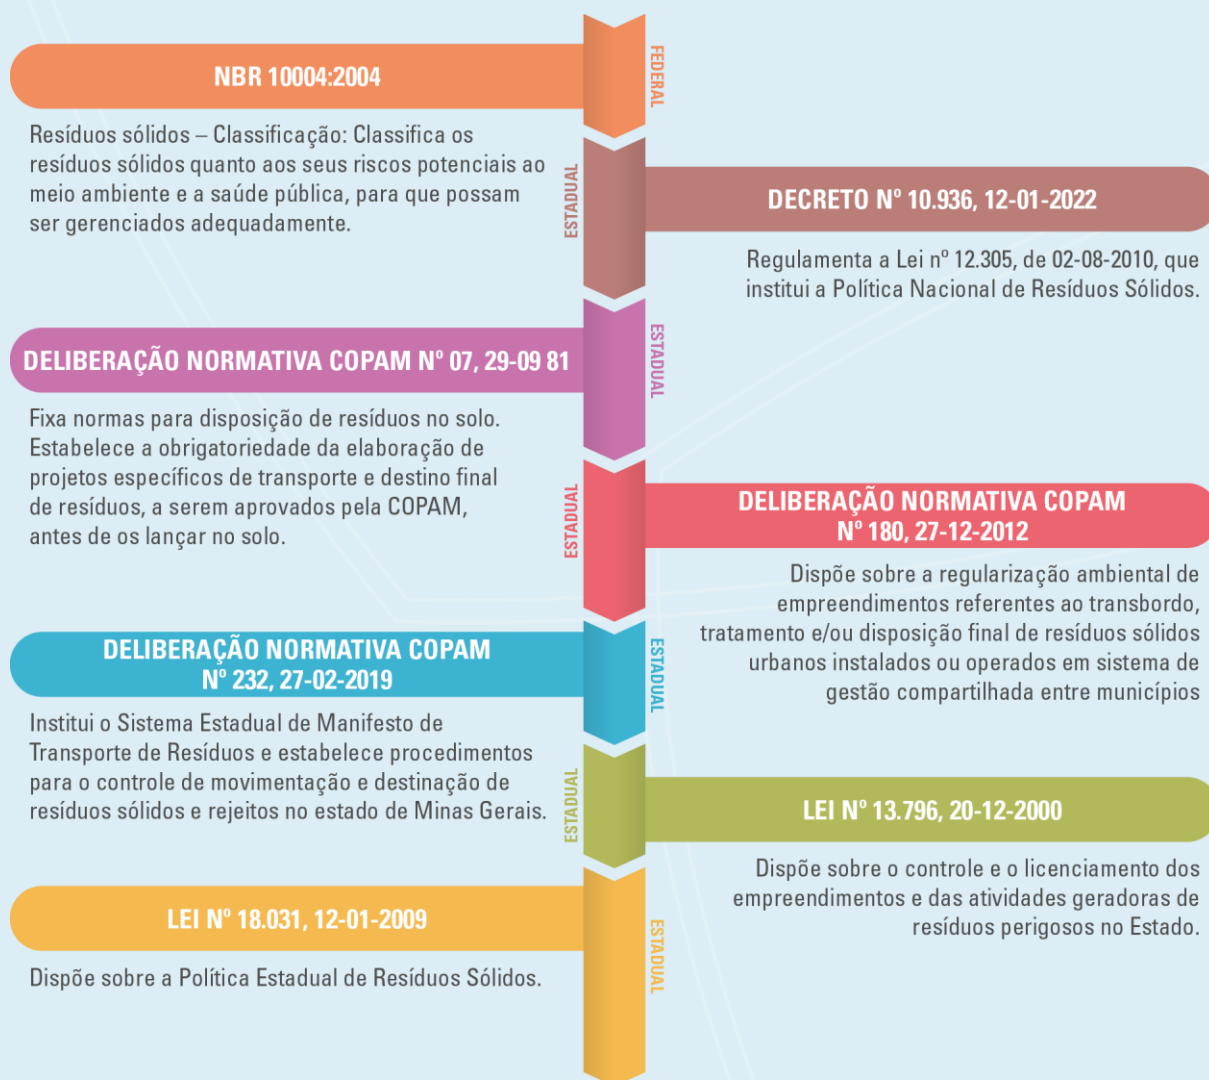 NBR 10004:2004
FEDERAL
Resíduos sólidos – Classificação: Classifica os
resíduos sólidos quanto aos seus riscos potenciais ao
meio ambiente e a saúde pública, para que possam
ser gerenciados adequadamente.
ESTADUAL
DECRETO Nº 10.936, 12-01-2022
Regulamenta a Lei nº 12.305, de 02-08-2010, que
institui a Política Nacional de Resíduos Sólidos.
DELIBERAÇÃO NORMATIVA COPAM Nº 07, 29-09 81
ESTADUAL
Fixa normas para disposição de resíduos no solo.
Estabelece a obrigatoriedade da elaboração de
projetos específicos de transporte e destino final
de resíduos, a serem aprovados pela COPAM,
antes de os lançar no solo.
ESTADUAL
DELIBERAÇÃO NORMATIVA COPAM
Nº 180, 27-12-2012
Dispõe sobre a regularização ambiental de
empreendimentos referentes ao transbordo,
tratamento e/ou disposição final de resíduos sólidos
urbanos instalados ou operados em sistema de
gestão compartilhada entre municípios
DELIBERAÇÃO NORMATIVA COPAM
Nº 232, 27-02-2019
ESTADUAL
Institui o Sistema Estadual de Manifesto de
Transporte de Resíduos e estabelece procedimentos
para o controle de movimentação e destinação de
resíduos sólidos e rejeitos no estado de Minas Gerais.
ESTADUAL
LEI Nº 13.796, 20-12-2000
Dispõe sobre o controle e o licenciamento dos
empreendimentos e das atividades geradoras de
resíduos perigosos no Estado.
LEI Nº 18.031, 12-01-2009
ESTADUAL
Dispõe sobre a Política Estadual de Resíduos Sólidos.